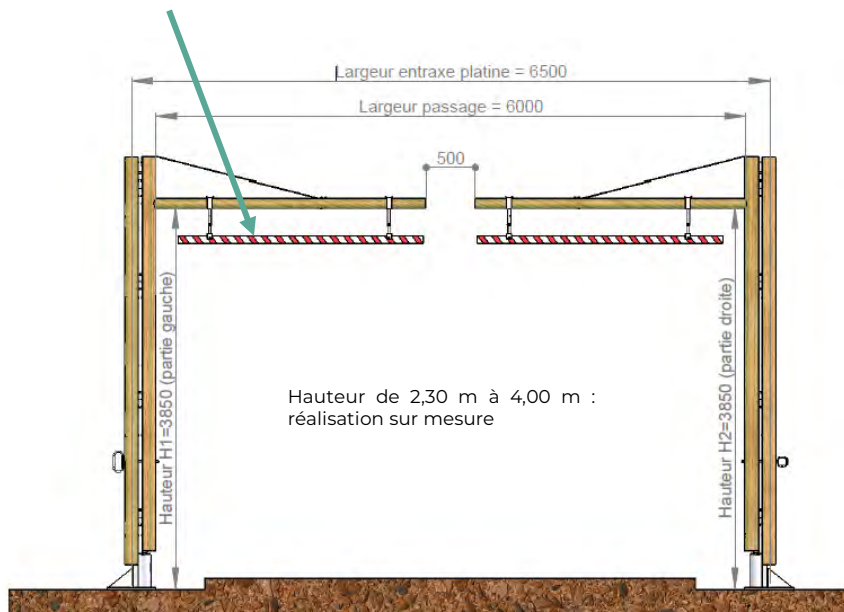 Largeur entraxe platine = 6500
Largeur passage = 6000
500
Hauteur H1=3850 (partie gauche)
Hauteur H2=3850 (partie droite)
Hauteur de 2,30 m à 4,00 m :
réalisation sur mesure